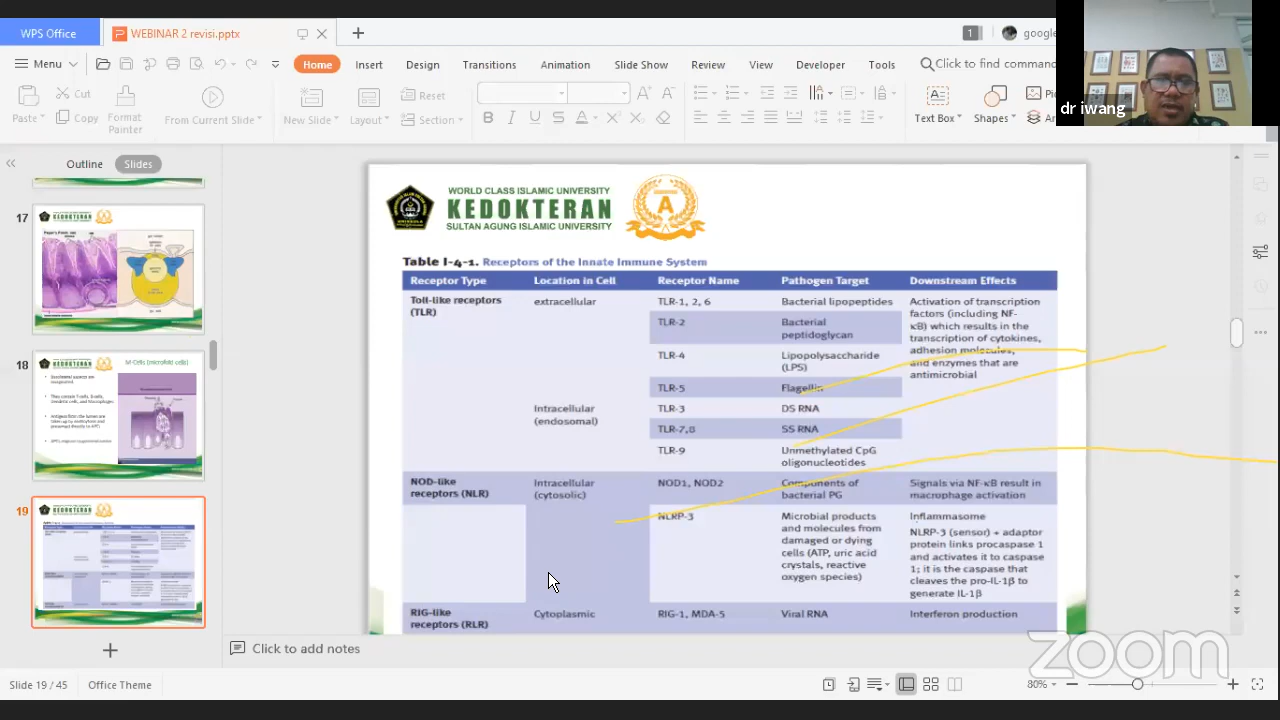 WPS Office
WEBINAR 2 revisi.pptx
1
Menu
Home
Insert
Design
Transitions
Animation
Slide Show
Review
View
Developer
Tools
Click to find
dr iwang
Paste
Cut
Format
Painter
From Current Slide
New Slide
Layout
Reset
Section
Text Box
Shapes
Outline
Slides
17
18
19
M-Cells (microfold cells)
WORLD CLASS ISLAMIC UNIVERSITY
KEDOKTERAN
SULTAN AGUNG ISLAMIC UNIVERSITY
A
Table I-4-1. Receptors of the Innate Immune System
Receptor Type
Location in Cell
Receptor Name
Pathogen Target
Downstream Effects
Toll-like receptors
(TLR)
extracellular
TLR-1, 2, 6
Bacterial lipopeptides
Activation of transcription
factors (including NF-
κB) which results in the
transcription of cytokines,
adhesion molecules,
and enzymes that are
antimicrobial
TLR-2
Bacterial
peptidoglycan
TLR-4
Lipopolysaccharide
(LPS)
TLR-5
Flagellin
Intracellular
(endosomal)
TLR-3
DS RNA
TLR-7,8
SS RNA
TLR-9
Unmethylated CpG
oligonucleotides
NOD-like
receptors (NLR)
Intracellular
(cytosolic)
NOD1, NOD2
Components of
bacterial PG
Signals via NF-κB result in
macrophage activation
NLRP-3
Microbial products
and molecules from
damaged or dying
cells (ATP, uric acid
crystals, reactive
oxygen species)
Inflammasome
NLRP-3 (sensor) + adaptor
protein links procaspase 1
and activates it to caspase
1; it is the caspase that
cleaves the pro-IL-1β to
generate IL-1β
RIG-like
receptors (RLR)
Cytoplasmic
RIG-1, MDA-5
Viral RNA
Interferon production
Click to add notes
zoom
Slide 19 / 45
Office Theme
80%